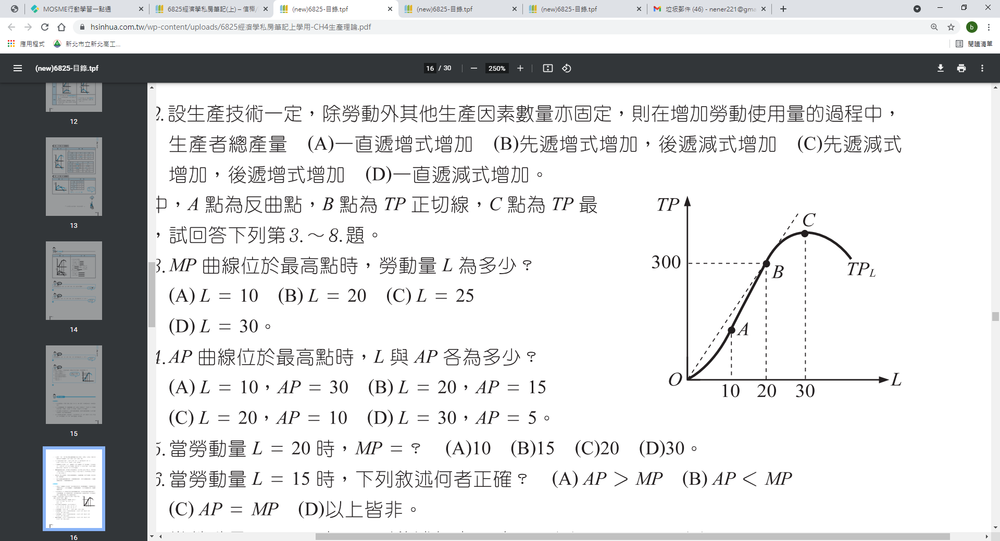 MOSME行動學習一點通
6825經濟學私房筆記(上) – 信樺/
(new)6825-目錄.tpf
(new)6825-目錄.tpf
(new)6825-目錄.tpf
垃圾郵件 (46) - nener221@gma
hsinhua.com.tw/wp-content/uploads/6825經濟學私房筆記上學用-CH4生產理論.pdf
b
應用程式
新北市立新北高工...
閱讀清單
(new)6825-目錄.tpf
16 / 30
250%
12
13
14
15
16
2.設生產技術一定，除勞動外其他生產因素數量亦固定，則在增加勞動使用量的過程中，
生產者總產量 (A)一直遞增式增加 (B)先遞增式增加，後遞減式增加 (C)先遞減式
增加，後遞增式增加 (D)一直遞減式增加。
中，A 點為反曲點，B 點為 TP 正切線，C 點為 TP 最
，試回答下列第3.～8.題。
3.MP 曲線位於最高點時，勞動量 L 為多少？
(A) L = 10 (B) L = 20 (C) L = 25
(D) L = 30。
4.AP 曲線位於最高點時，L 與 AP 各為多少？
(A) L = 10，AP = 30 (B) L = 20，AP = 15
(C) L = 20，AP = 10 (D) L = 30，AP = 5。
5.當勞動量 L = 20 時，MP = ？ (A)10 (B)15 (C)20 (D)30。
6.當勞動量 L = 15 時，下列敘述何者正確？ (A) AP > MP (B) AP < MP
(C) AP = MP (D)以上皆非。
TP
C
300
B
TPL
A
O
L
10 20 30